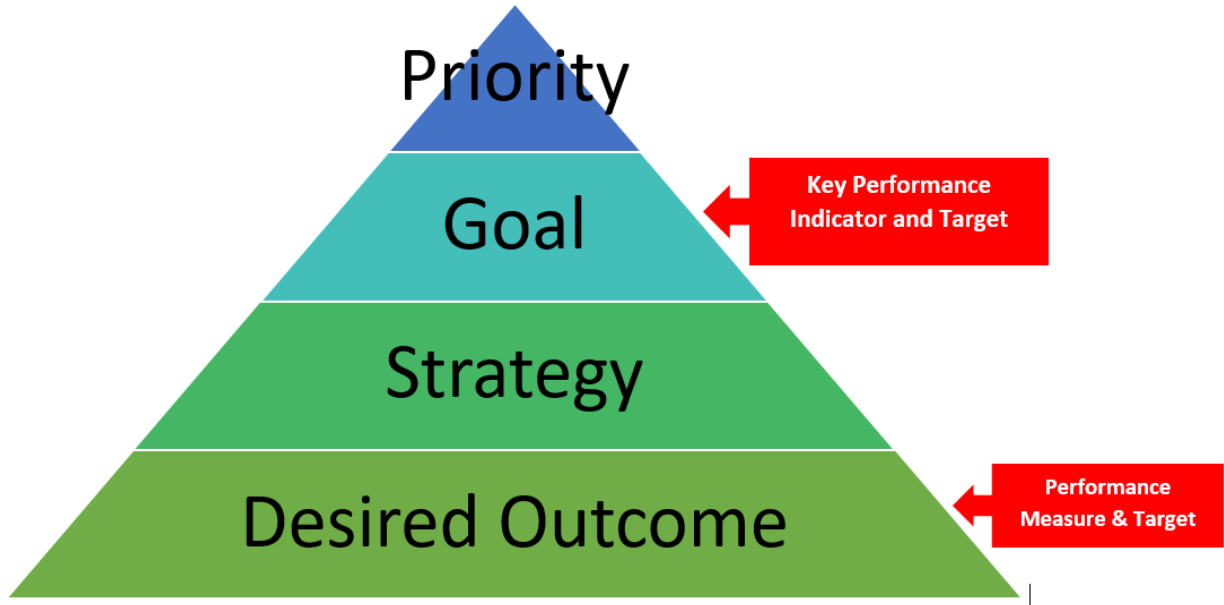 Priority
Key Performance
Indicator and Target
Goal
Strategy
Desired Outcome
Performance
Measure & Target